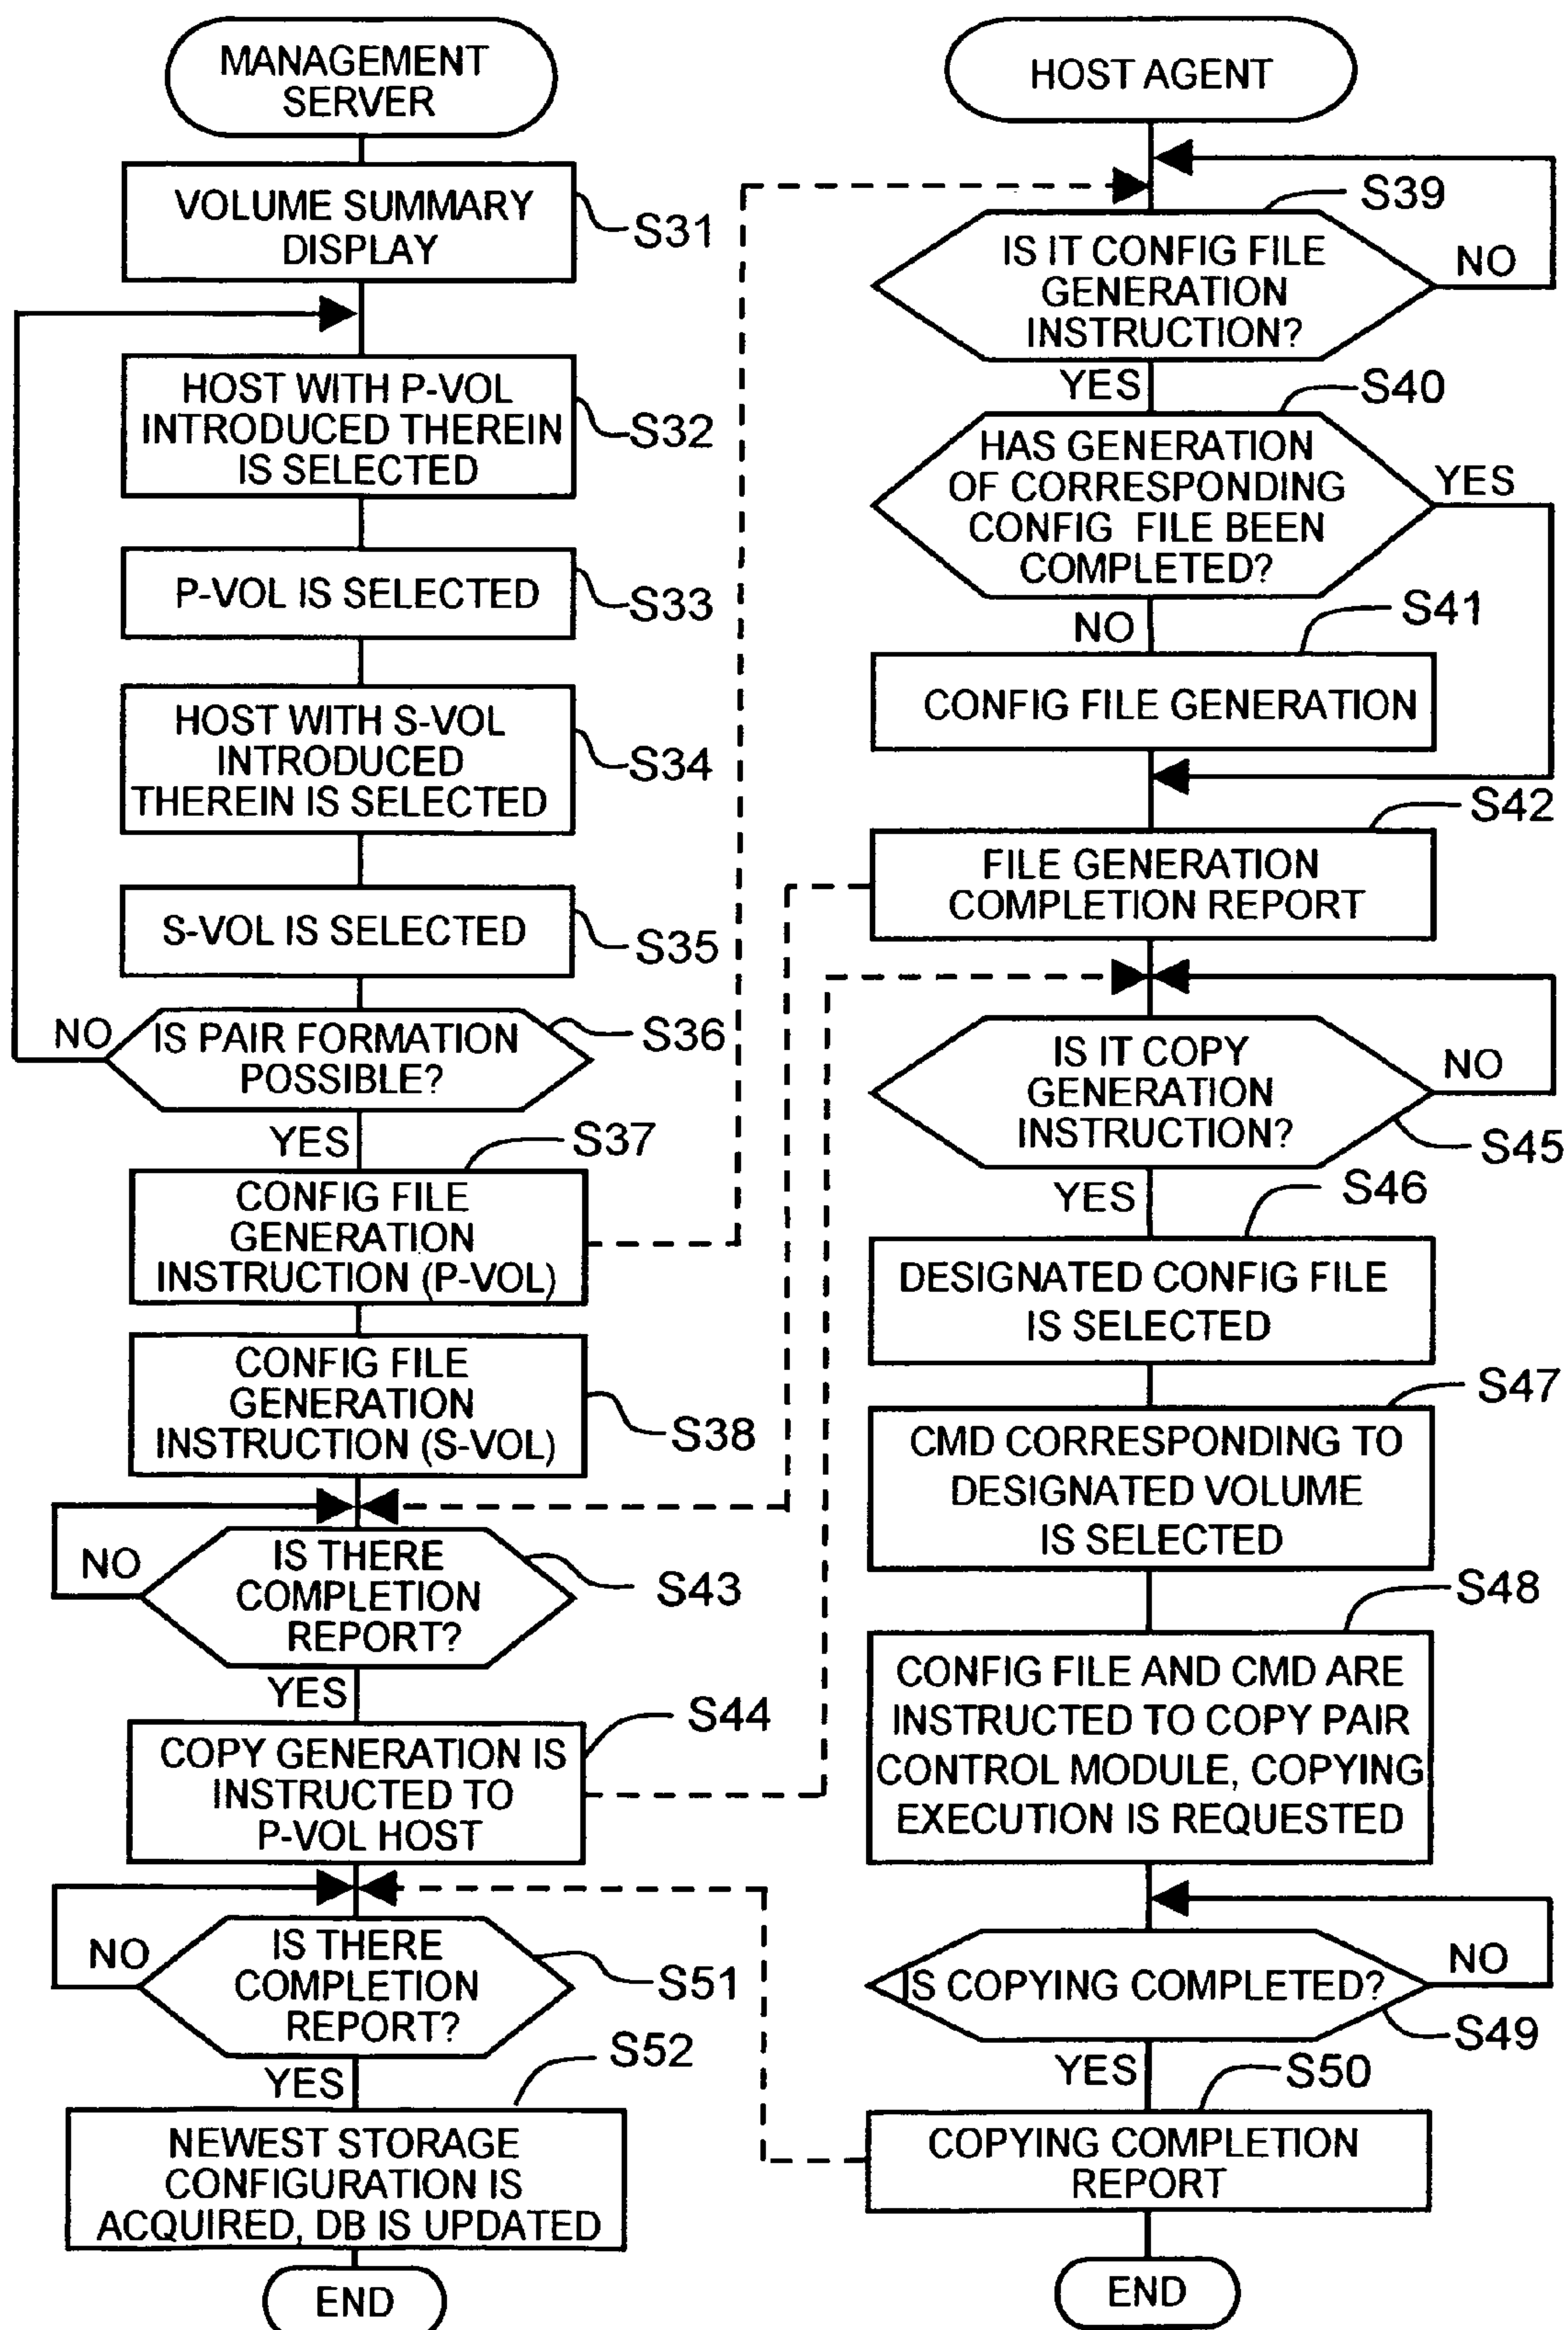 MANAGEMENT
SERVER
VOLUME SUMMARY
DISPLAY
S31
HOST WITH P-VOL
INTRODUCED THEREIN
IS SELECTED
S32
P-VOL IS SELECTED
S33
HOST WITH S-VOL
INTRODUCED
THEREIN IS SELECTED
S34
S-VOL IS SELECTED
S35
NO
IS PAIR FORMATION
POSSIBLE?
S36
YES
S37
CONFIG FILE
GENERATION
INSTRUCTION (P-VOL)
CONFIG FILE
GENERATION
INSTRUCTION (S-VOL)
S38
NO
IS THERE
COMPLETION
REPORT?
S43
YES
S44
COPY GENERATION IS
INSTRUCTED TO
P-VOL HOST
NO
IS THERE
COMPLETION
REPORT?
S51
YES
S52
NEWEST STORAGE
CONFIGURATION IS
ACQUIRED, DB IS UPDATED
END
HOST AGENT
S39
IS IT CONFIG FILE
GENERATION
INSTRUCTION?
NO
YES
S40
HAS GENERATION
OF CORRESPONDING
CONFIG FILE BEEN
COMPLETED?
YES
NO
S41
CONFIG FILE GENERATION
S42
FILE GENERATION
COMPLETION REPORT
IS IT COPY
GENERATION
INSTRUCTION?
NO
S45
YES
S46
DESIGNATED CONFIG FILE
IS SELECTED
S47
CMD CORRESPONDING TO
DESIGNATED VOLUME
IS SELECTED
S48
CONFIG FILE AND CMD ARE
INSTRUCTED TO COPY PAIR
CONTROL MODULE, COPYING
EXECUTION IS REQUESTED
IS COPYING COMPLETED?
NO
S49
YES
S50
COPYING COMPLETION
REPORT
END